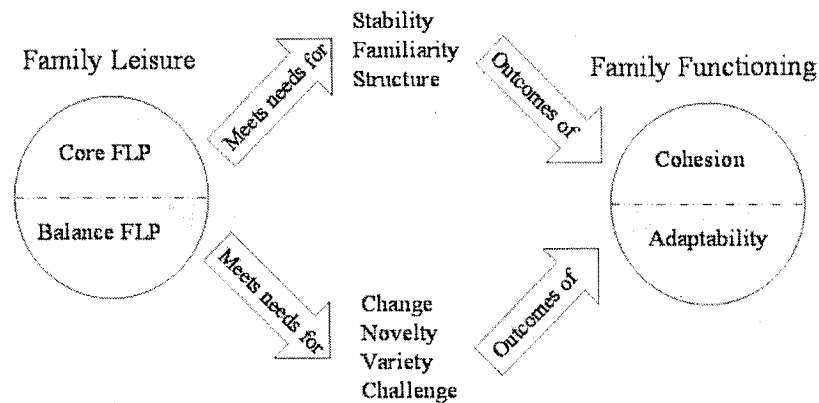 Family Leisure
Core FLP
Balance FLP
Meets needs for
Stability
Familiarity
Structure
Outcomes of
Meets needs for
Change
Novelty
Variety
Challenge
Outcomes of
Family Functioning
Cohesion
Adaptability